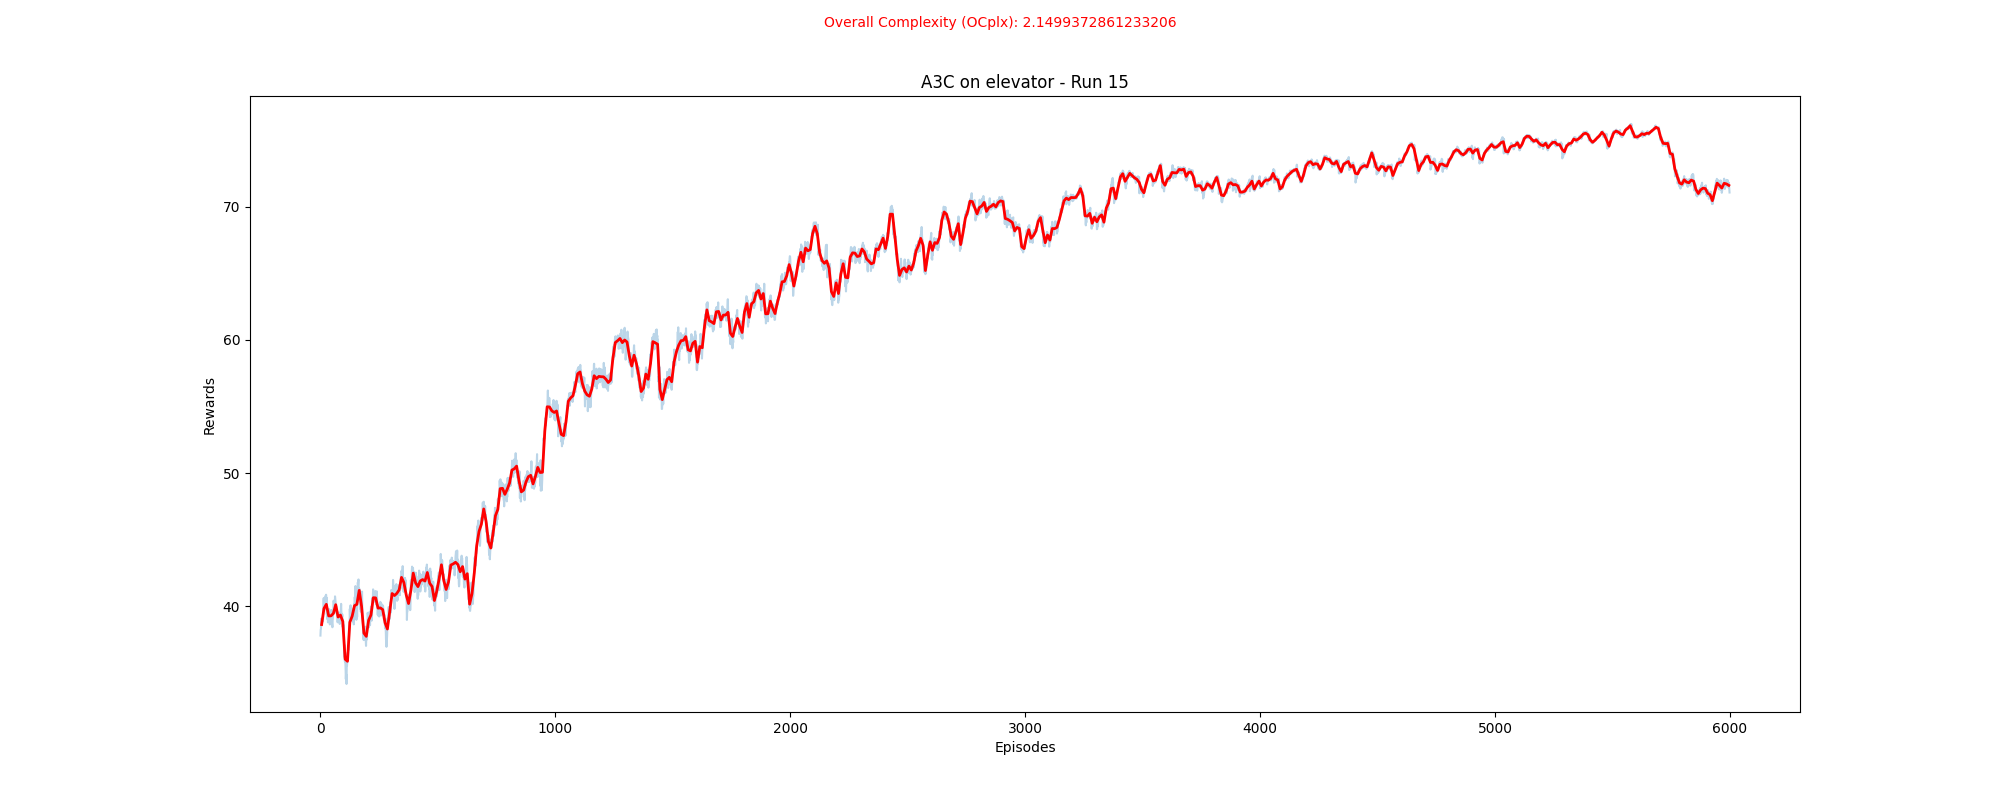 Overall Complexity (OCplx): 2.1499372861233206
A3C on elevator - Run 15
Rewards
70
60
50
40
0 1000 2000 3000 4000 5000 6000
Episodes